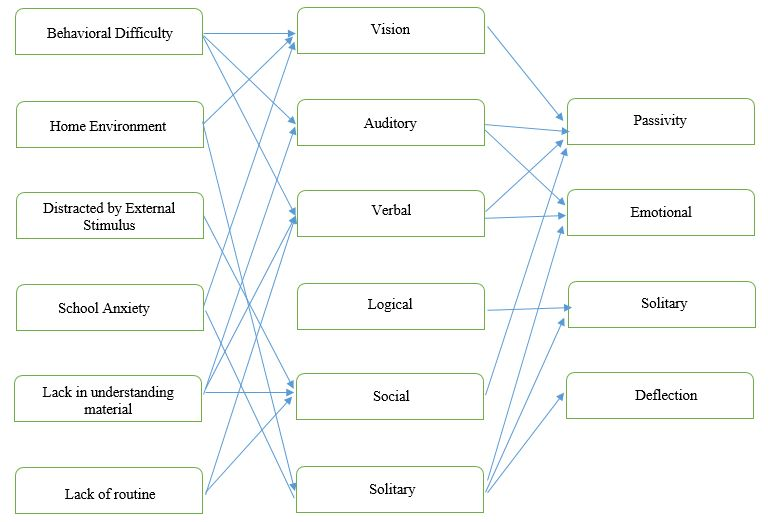 Behavioral Difficulty
Home Environment
Distracted by External
Stimulus
School Anxiety
Lack in understanding
material
Lack of routine
Vision
Auditory
Verbal
Logical
Social
Solitary
Passivity
Emotional
Solitary
Deflection